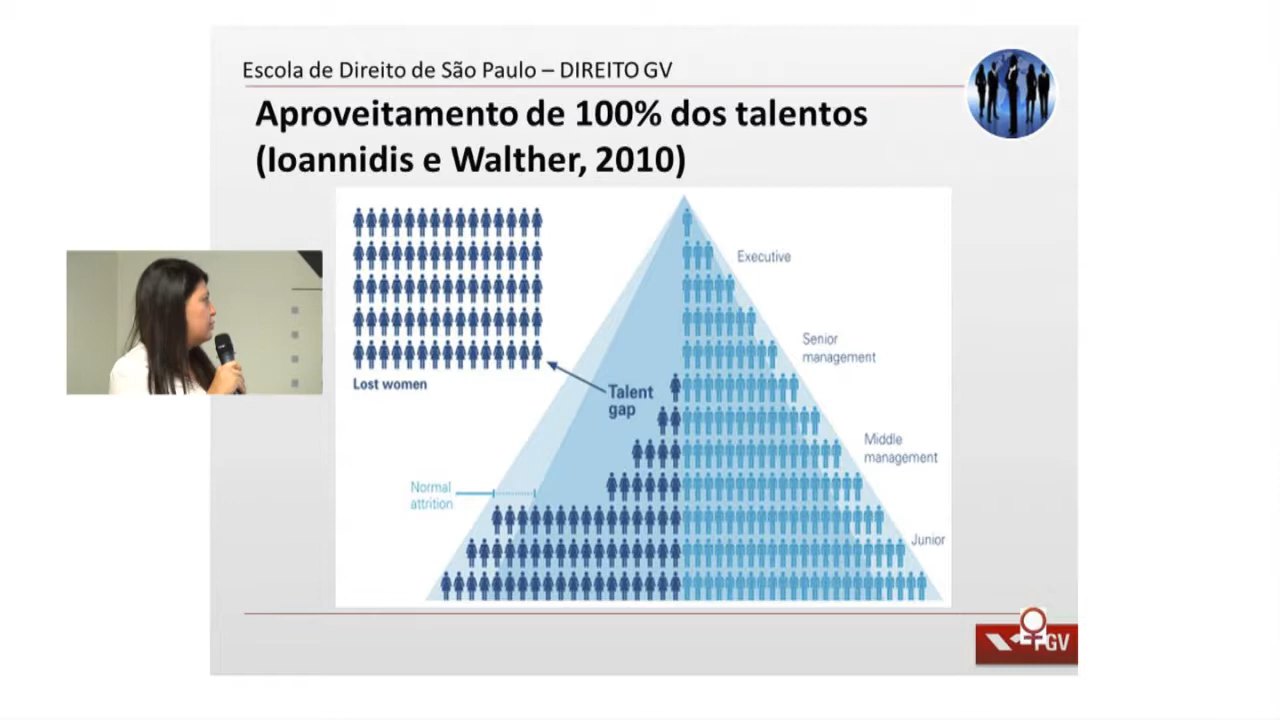 Escola de Direito de São Paulo – DIREITO GV
Aproveitamento de 100% dos talentos
(Ioannidis e Walther, 2010)
Executive
Senior
management
Lost women
Talent
gap
Middle
management
Normal
attrition
Junior
FGV